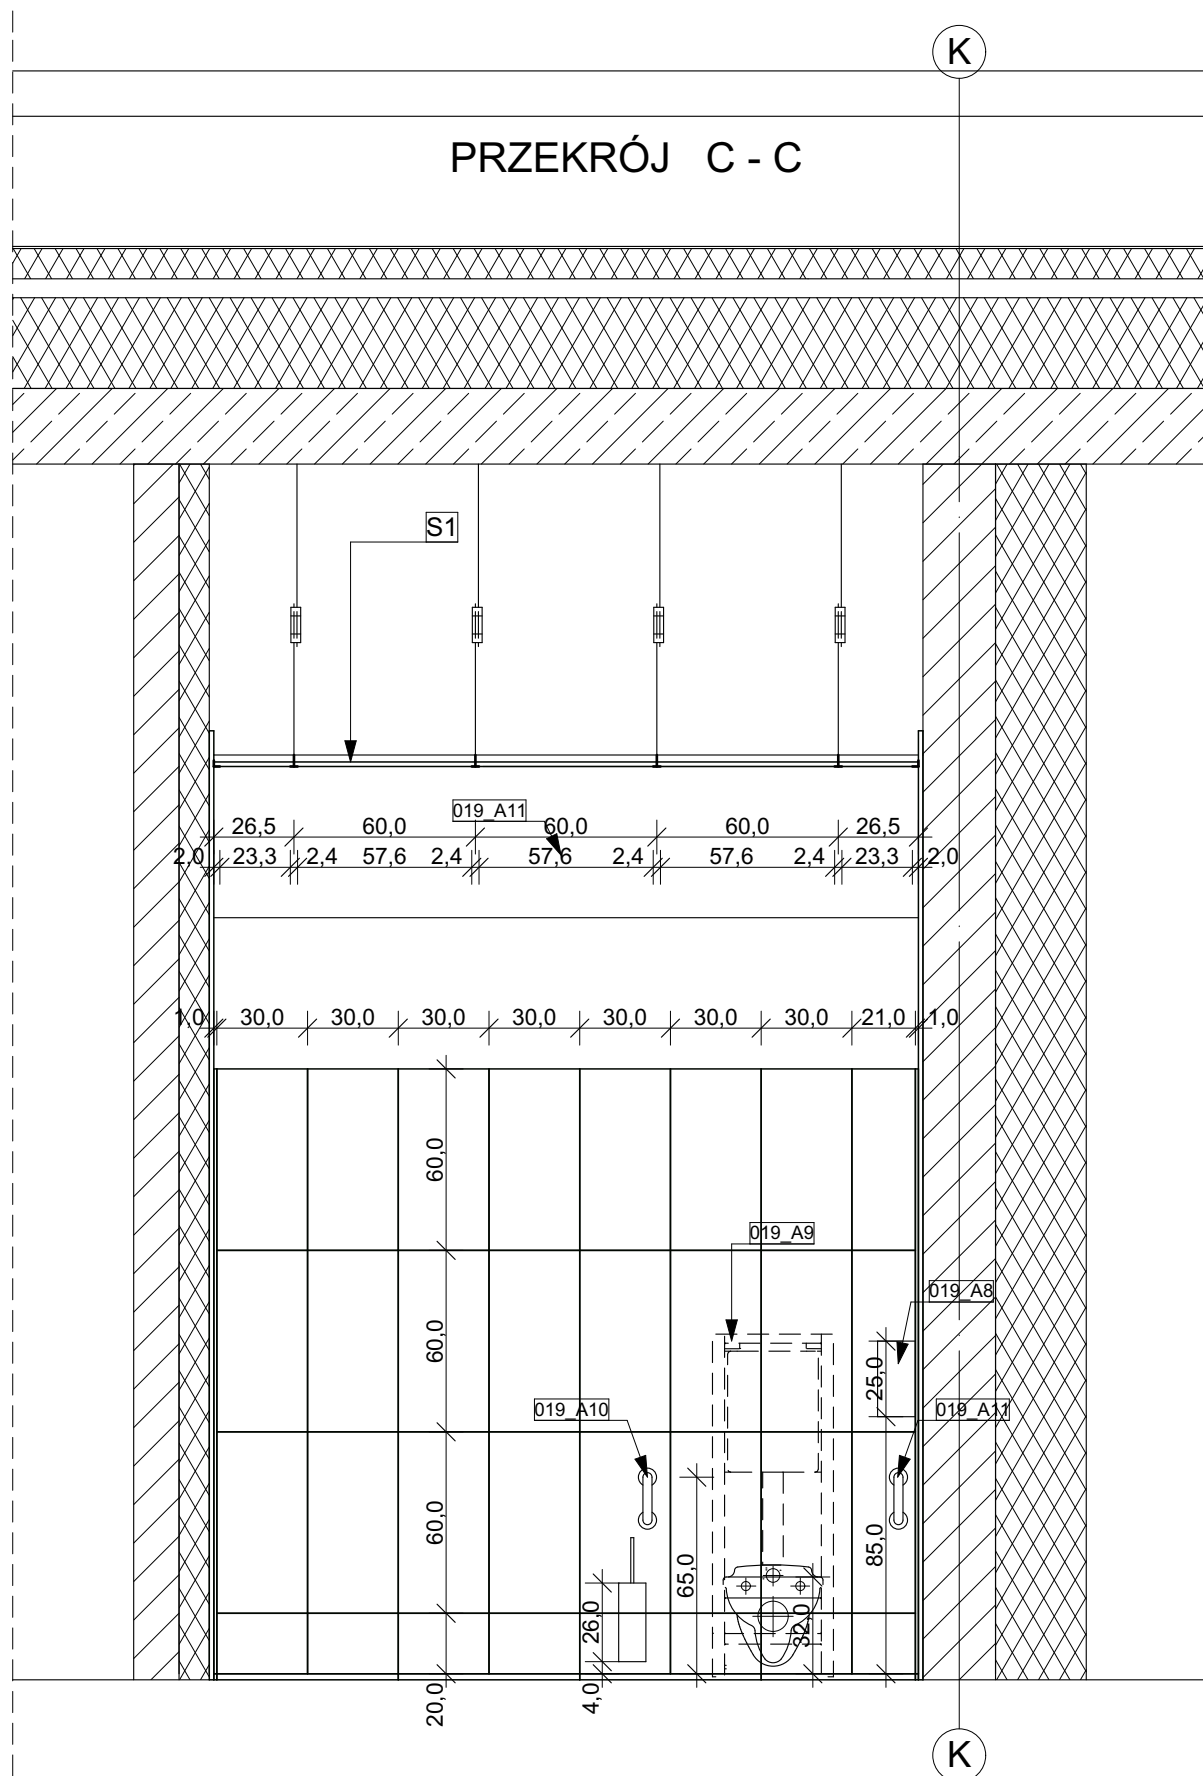 K
PRZEKRÓJ C - C
S1
019_A11
26,5 60,0 60,0 60,0 26,5
2,0 23,3 2,4 57,6 2,4 57,6 2,4 57,6 2,4 23,3 2,0
1,0 30,0 30,0 30,0 30,0 30,0 30,0 30,0 21,0 1,0
60,0
019_A9
019_A8
60,0
25,0
019_A10
019_A11
60,0
85,0
65,0
26,0
32,0
20,0
4,0
K